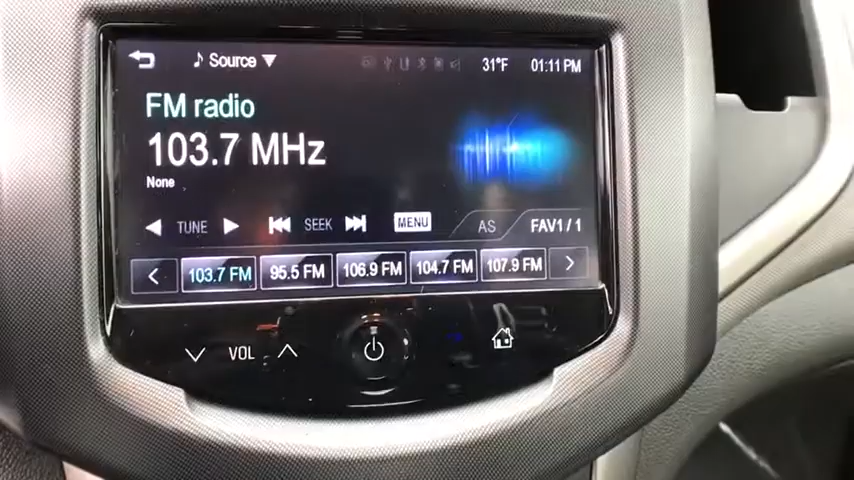 Source 31°F 01:11 PM
FM radio
103.7 MHz
None
TUNE SEEK MENU AS FAV1 / 1
103.7 FM 95.5 FM 106.9 FM 104.7 FM 107.9 FM
VOL